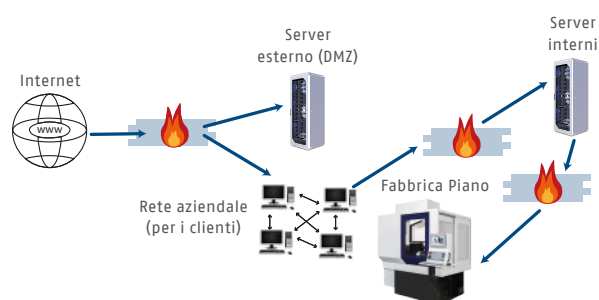 Internet
www
Server
esterno (DMZ)
Server
interni
Rete aziendale
(per i clienti)
Fabbrica Piano